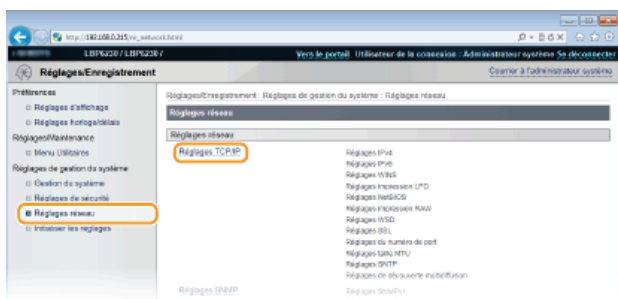 http://192.168.0.215/m_network.html
LBP6230 / LBP6230 /
Vers le portail Utilisateur de la connexion : Administrateur système Se déconnecter
Réglages/Enregistrement
Courrier à l'administrateur système
Préférences
Réglages d'affichage
Réglages horloge/délais
Réglages/Maintenance
Menu Utilitaires
Réglages de gestion du système
Gestion du système
Réglages de sécurité
Réglages réseau
Initialiser les réglages
Réglages/Enregistrement : Réglages de gestion du système : Réglages réseau
Réglages réseau
Réglages réseau
Réglages TCP/IP
Réglages IPv4
Réglages IPv6
Réglages WINS
Réglages impression LPD
Réglages NetBIOS
Réglages impression RAW
Réglages WSD
Réglages SSL
Réglages du numéro de port
Réglages taille MTU
Réglages SNTP
Réglages de découverte multidiffusion
Réglages SNMP
Réglages SNMPv1